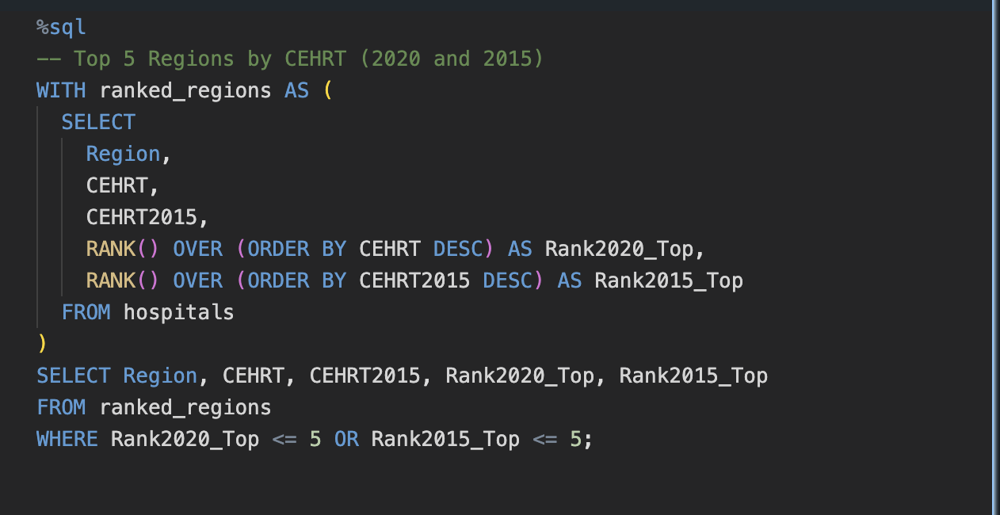 %sql
-- Top 5 Regions by CEHRT (2020 and 2015)
WITH ranked_regions AS (
SELECT
Region,
CEHRT,
CEHRT2015,
RANK() OVER (ORDER BY CEHRT DESC) AS Rank2020_Top,
RANK() OVER (ORDER BY CEHRT2015 DESC) AS Rank2015_Top
FROM hospitals
)
SELECT Region, CEHRT, CEHRT2015, Rank2020_Top, Rank2015_Top
FROM ranked_regions
WHERE Rank2020_Top <= 5 OR Rank2015_Top <= 5;